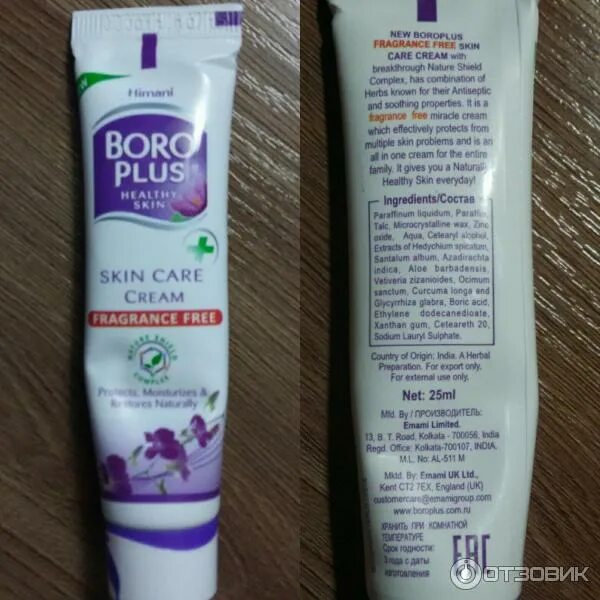 Himani
BORO
PLUS
HEALTHY
SKIN
SKIN CARE
CREAM
FRAGRANCE FREE
NATURE SHIELD
COMPLEX
Protects, Moisturizes &
Restores Naturally
NEW BOROPLUS
FRAGRANCE FREE SKIN
CARE CREAM with
breakthrough Nature Shield
Complex, has combination of
Herbs known for their Antiseptic
and soothing properties. It is a
fragrance free miracle cream
which effectively protects from
multiple skin problems and is an
all in one cream for the entire
family. It gives you a Naturally
Healthy Skin everyday!
Ingredients/Состав
Paraffinum liquidum, Paraffin,
Talc, Microcrystalline wax, Zinc
oxide, Aqua, Cetearyl alcohol,
Extracts of Hedychium spicatum,
Santalum album, Azadirachta
indica, Aloe barbadensis,
Vetiveria zizanioides, Ocimum
sanctum, Curcuma longa and
Glycyrrhiza glabra, Boric acid,
Ethylene dodecanedioate,
Xanthan gum, Ceteareth 20,
Sodium Lauryl Sulphate.
Country of Origin: India. A Herbal
Preparation. For export only.
For external use only.
Net: 25ml
Mfd. By / ПРОИЗВОДИТЕЛЬ:
Emami Limited.
13, B. T. Road, Kolkata - 700056, India
Regd. Office: Kolkata-700107, INDIA.
M.L. No: AL-511 M
Mktd. By: Emami UK Ltd.,
Kent CT2 7EX, England (UK)
customercare@emamigroup.com
www.boroplus.com.ru
ХРАНИТЬ ПРИ КОМНАТНОЙ
ТЕМПЕРАТУРЕ
Срок годности:
3 года с даты
изготовления
EAC
ОТЗОВИК